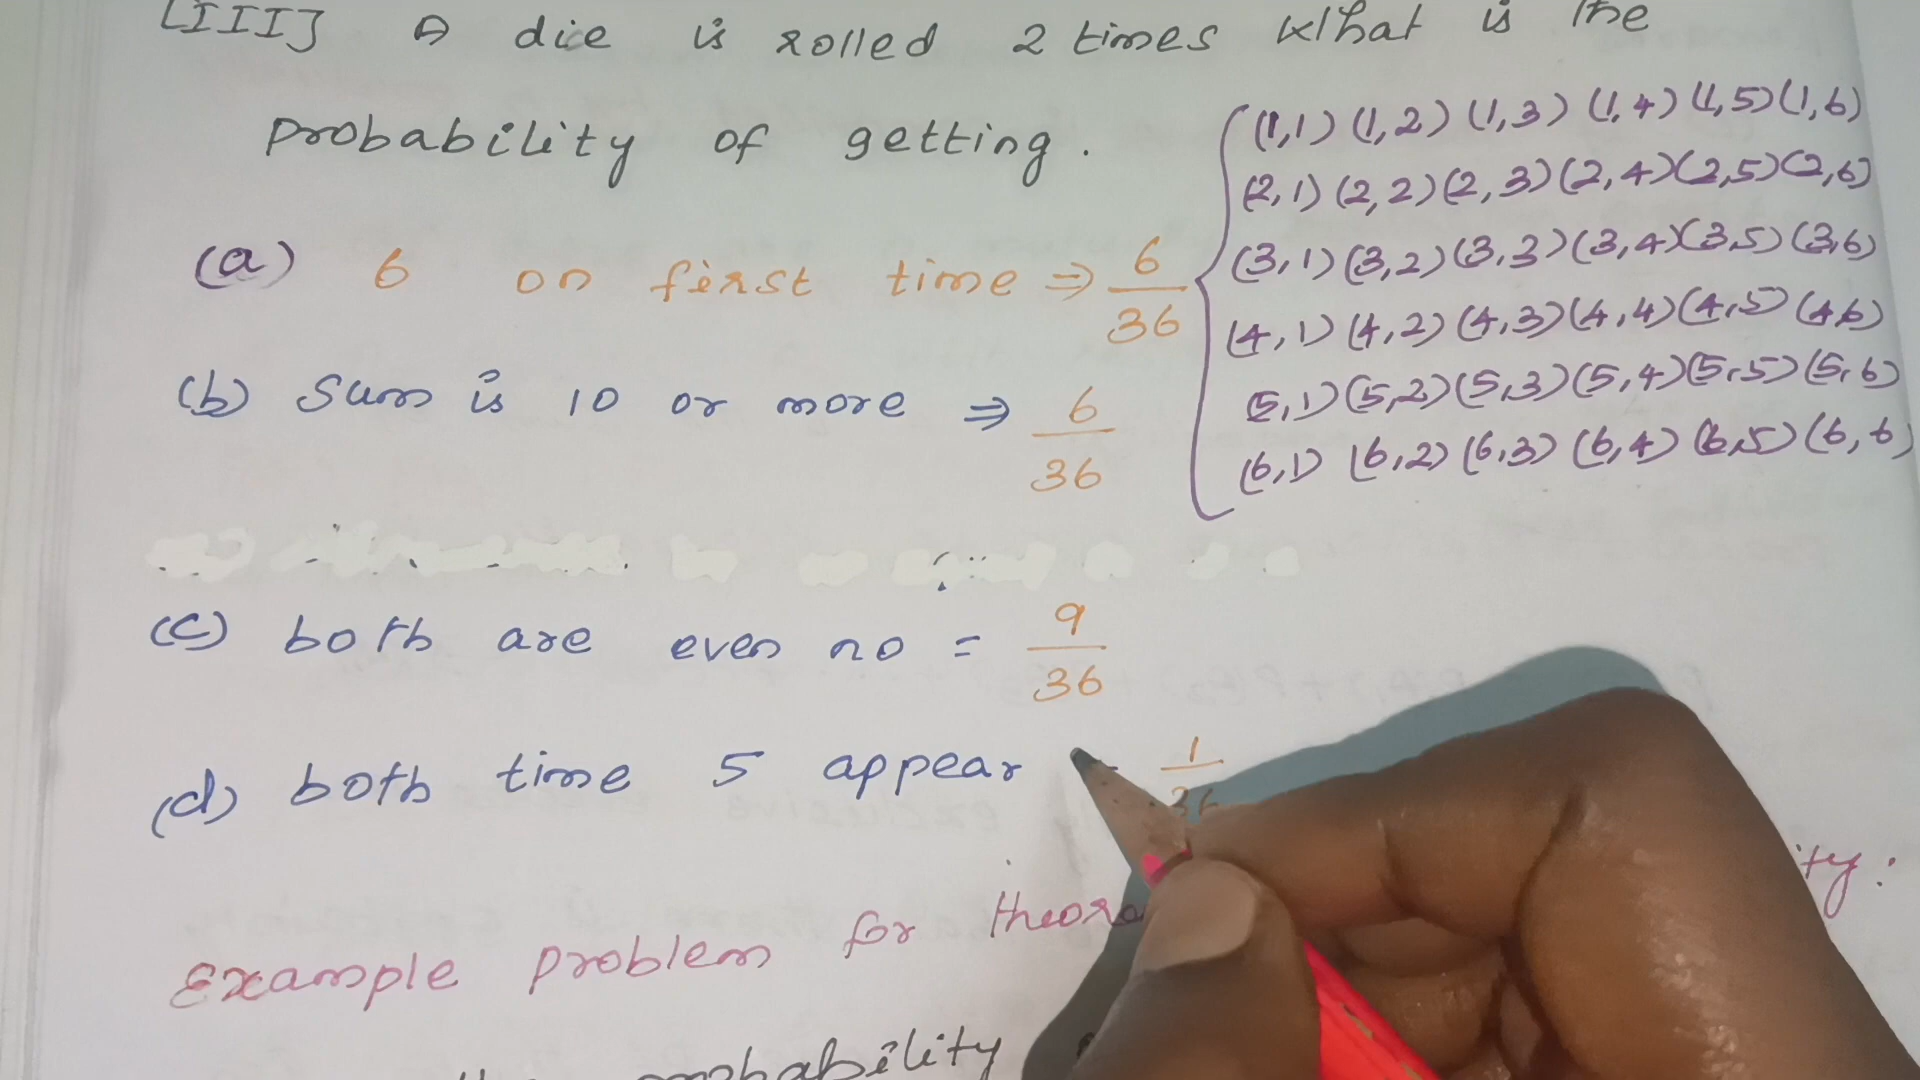 [III] A die is rolled 2 times What is the
probability of getting.
(a) 6 on first time ⇒ 6/36
(b) Sum is 10 or more ⇒ 6/36
(1,1) (1,2) (1,3) (1,4) (1,5) (1,6)
(2,1) (2,2) (2,3) (2,4) (2,5) (2,6)
(3,1) (3,2) (3,3) (3,4) (3,5) (3,6)
(4,1) (4,2) (4,3) (4,4) (4,5) (4,6)
(5,1) (5,2) (5,3) (5,4) (5,5) (5,6)
(6,1) (6,2) (6,3) (6,4) (6,5) (6,6)
(c) both are even no = 9/36
(d) both time 5 appear 1/36
Example problem for
probability